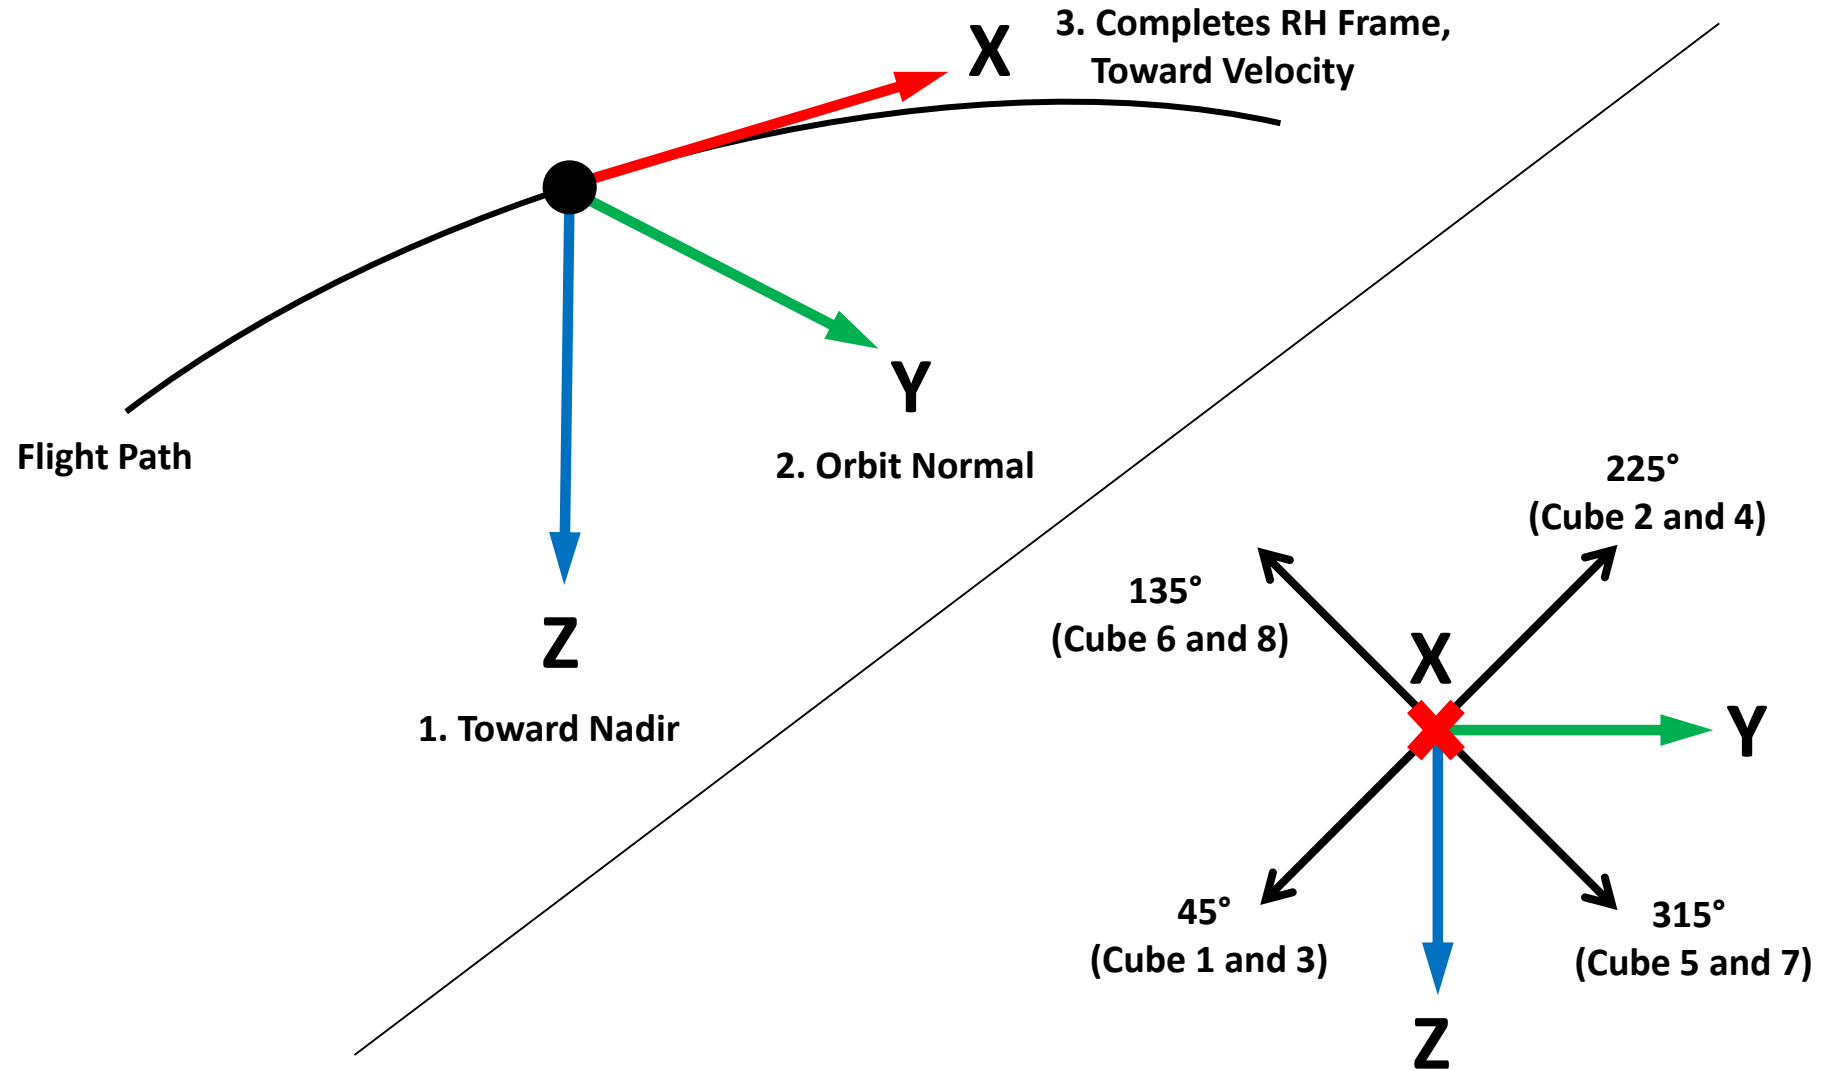 X
3. Completes RH Frame,
Toward Velocity
Y
2. Orbit Normal
Flight Path
Z
1. Toward Nadir
225°
(Cube 2 and 4)
135°
(Cube 6 and 8)
X
Y
45°
(Cube 1 and 3)
315°
(Cube 5 and 7)
Z